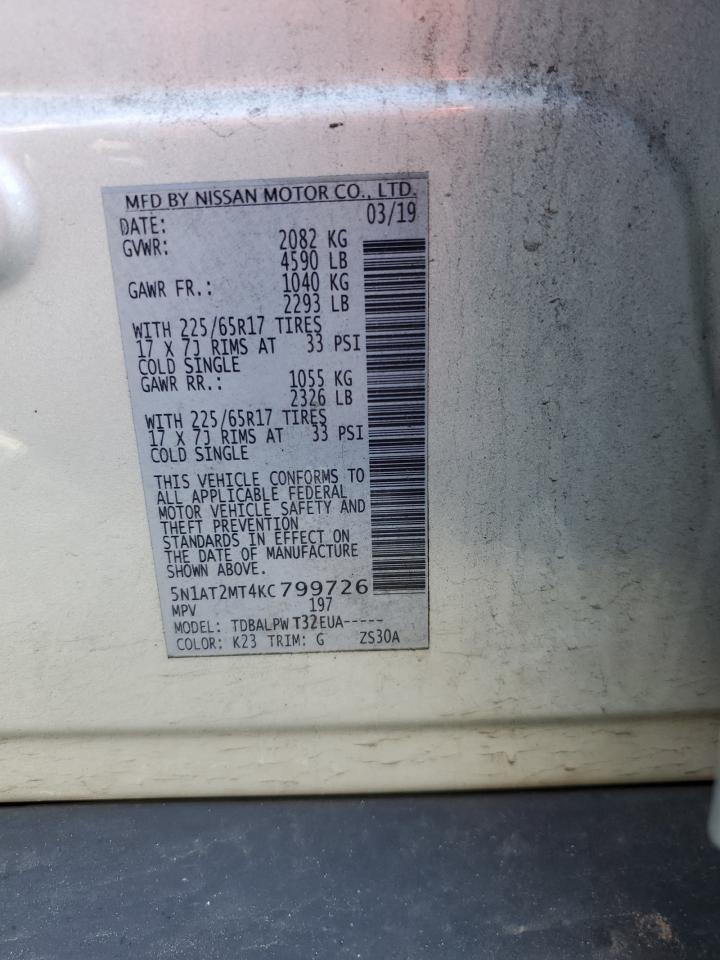 MFD BY NISSAN MOTOR CO., LTD.
DATE: 03/19
GVWR: 2082 KG
4590 LB
GAWR FR.: 1040 KG
2293 LB
WITH 225/65R17 TIRES
17 X 7J RIMS AT 33 PSI
COLD SINGLE
GAWR RR.: 1055 KG
2326 LB
WITH 225/65R17 TIRES
17 X 7J RIMS AT 33 PSI
COLD SINGLE
THIS VEHICLE CONFORMS TO
ALL APPLICABLE FEDERAL
MOTOR VEHICLE SAFETY AND
THEFT PREVENTION
STANDARDS IN EFFECT ON
THE DATE OF MANUFACTURE
SHOWN ABOVE.
5N1AT2MT4KC799726
MPV 197
MODEL: TDBALPWT32EUA-----
COLOR: K23 TRIM: G ZS30A